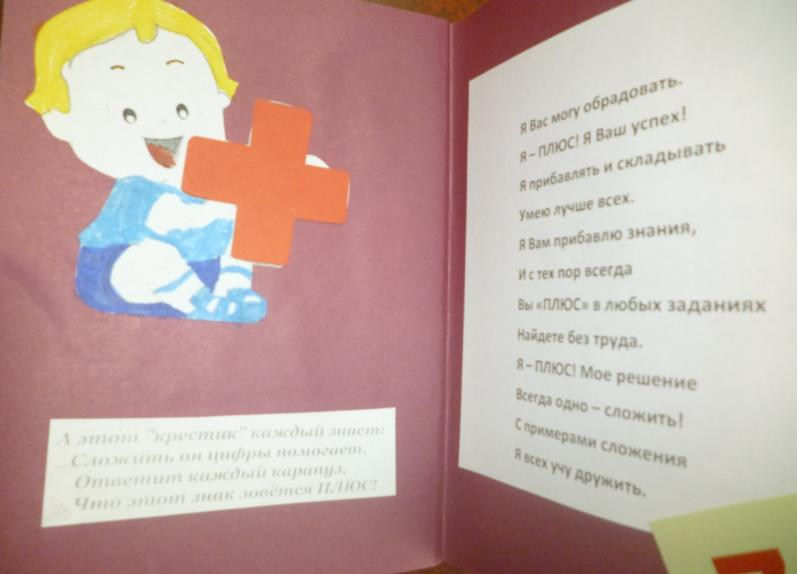 А этот "крестик" каждый знает:
Сложить он цифры помогает.
Ответит каждый карапуз,
Что этот знак зовётся ПЛЮС!
Я Вас могу обрадовать.
Я – ПЛЮС! Я Ваш успех!
Я прибавлять и складывать
Умею лучше всех.
Я Вам прибавлю знания,
И с тех пор всегда
Вы «ПЛЮС» в любых заданиях
Найдете без труда.
Я – ПЛЮС! Мое решение
Всегда одно – сложить!
С примерами сложения
Я всех учу дружить.